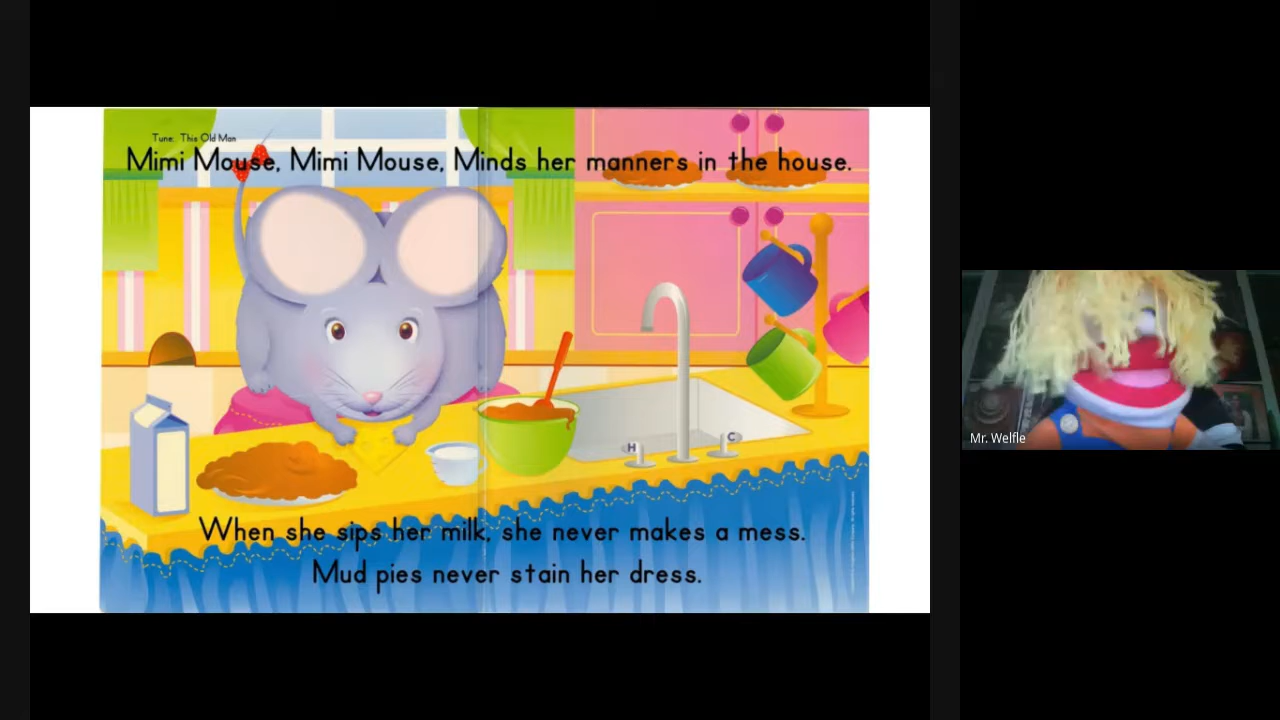 Tune: This Old Man
Mimi Mouse, Mimi Mouse, Minds her manners in the house.
H
C
When she sips her milk, she never makes a mess.
Mud pies never stain her dress.
Mr. Welfle